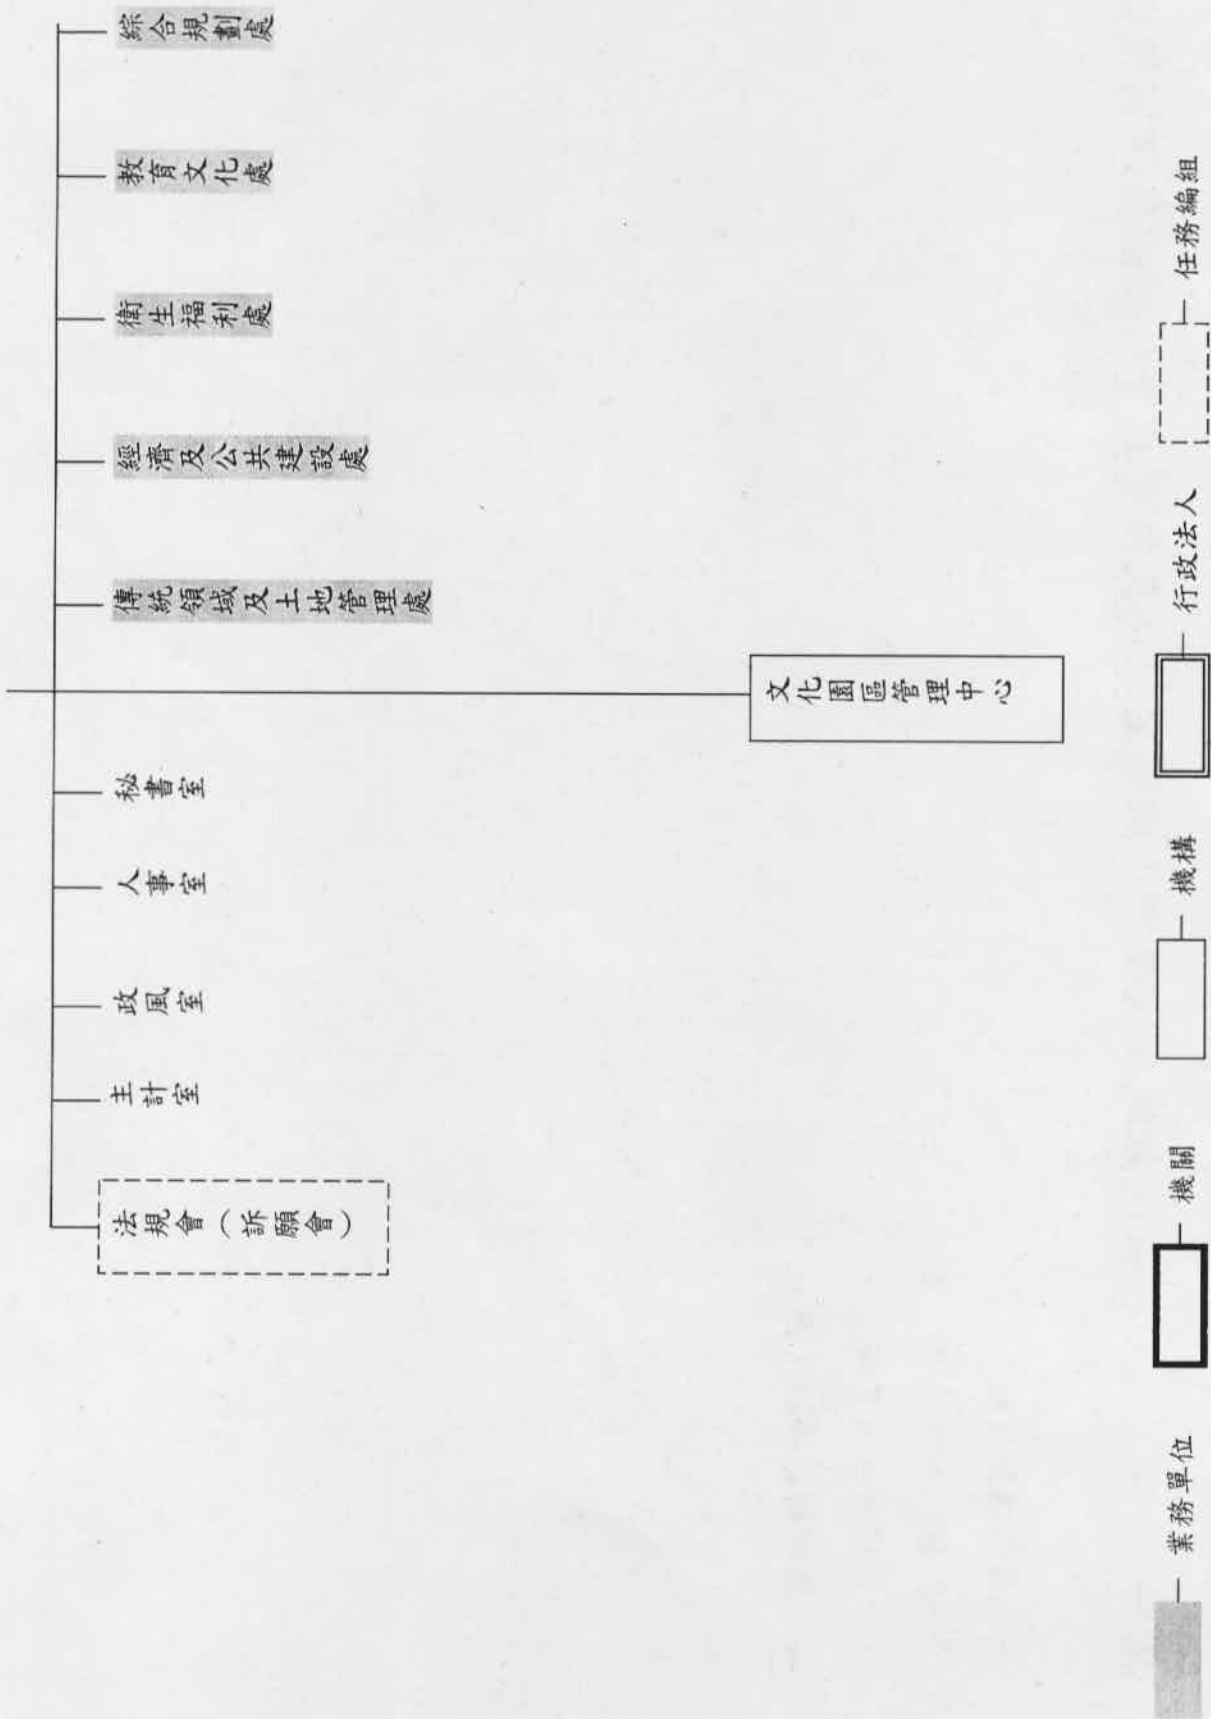 綜合規劃處
教育文化處
衛生福利處
經濟及公共建設處
傳統領域及土地管理處
秘書室
人事室
政風室
主計室
法規會（訴願會）
文化園區管理中心
業務單位
機關
機構
行政法人
任務編組